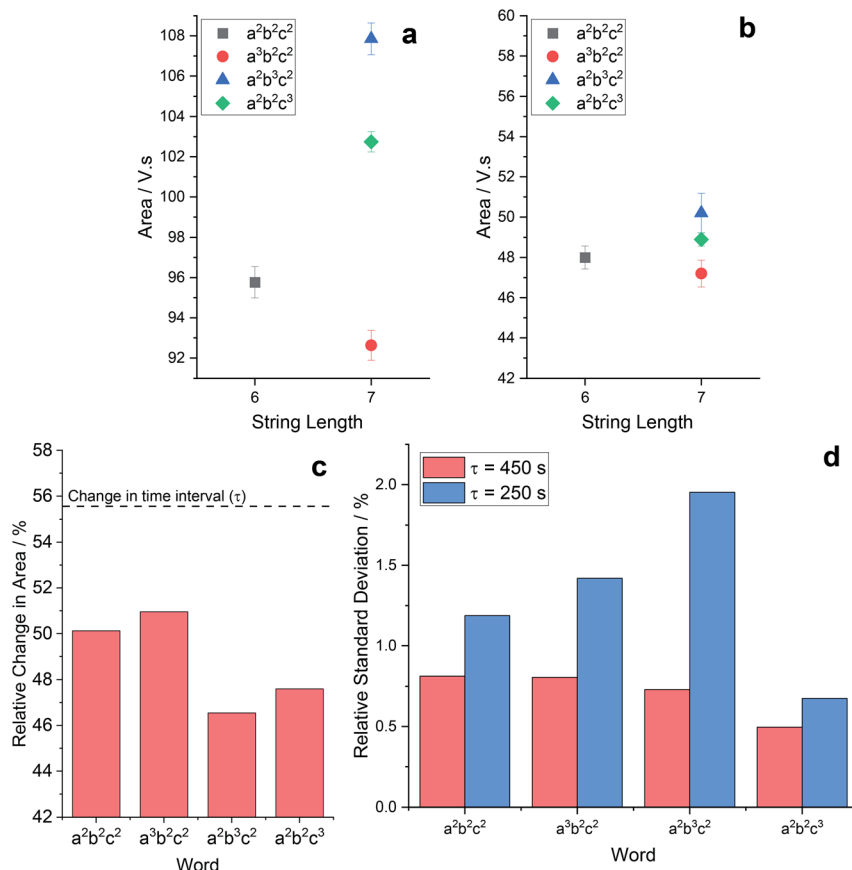 a
a²b²c²
a³b²c²
a²b³c²
a²b²c³
108
106
104
102
100
98
96
94
92
Area / V.s
6
7
String Length
b
a²b²c²
a³b²c²
a²b³c²
a²b²c³
60
58
56
54
52
50
48
46
44
42
Area / V.s
6
7
String Length
c
Change in time interval (τ)
58
56
54
52
50
48
46
44
42
Relative Change in Area / %
a²b²c²
a³b²c²
a²b³c²
a²b²c³
Word
d
τ = 450 s
τ = 250 s
2.0
1.5
1.0
0.5
0.0
Relative Standard Deviation / %
a²b²c²
a³b²c²
a²b³c²
a²b²c³
Word